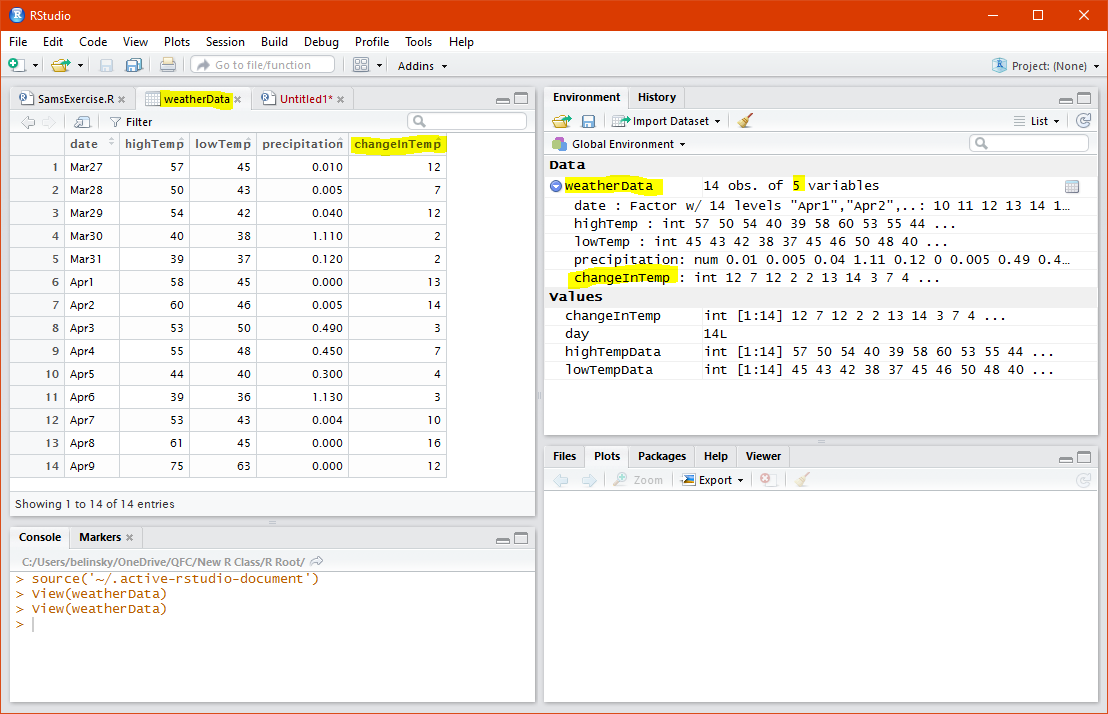 RStudio
File Edit Code View Plots Session Build Debug Profile Tools Help
Go to file/function Addins Project: (None)
SamsExercise.R weatherData Untitled1*
Filter
date highTemp lowTemp precipitation changeInTemp
1 Mar27 57 45 0.010 12
2 Mar28 50 43 0.005 7
3 Mar29 54 42 0.040 12
4 Mar30 40 38 1.110 2
5 Mar31 39 37 0.120 2
6 Apr1 58 45 0.000 13
7 Apr2 60 46 0.005 14
8 Apr3 53 50 0.490 3
9 Apr4 55 48 0.450 7
10 Apr5 44 40 0.300 4
11 Apr6 39 36 1.130 3
12 Apr7 53 43 0.004 10
13 Apr8 61 45 0.000 16
14 Apr9 75 63 0.000 12
Showing 1 to 14 of 14 entries
Console Markers
C:/Users/belinsky/OneDrive/QFC/New R Class/R Root/
> source('~/.active-rstudio-document')
> View(weatherData)
> View(weatherData)
>
Environment History
Import Dataset List
Global Environment
Data
weatherData 14 obs. of 5 variables
date : Factor w/ 14 levels "Apr1","Apr2",..: 10 11 12 13 14 1…
highTemp : int 57 50 54 40 39 58 60 53 55 44 ...
lowTemp : int 45 43 42 38 37 45 46 50 48 40 ...
precipitation: num 0.01 0.005 0.04 1.11 0.12 0 0.005 0.49 0.4…
changeInTemp : int 12 7 12 2 2 13 14 3 7 4 ...
Values
changeInTemp int [1:14] 12 7 12 2 2 13 14 3 7 4 ...
day 14L
highTempData int [1:14] 57 50 54 40 39 58 60 53 55 44 ...
lowTempData int [1:14] 45 43 42 38 37 45 46 50 48 40 ...
Files Plots Packages Help Viewer
Zoom Export